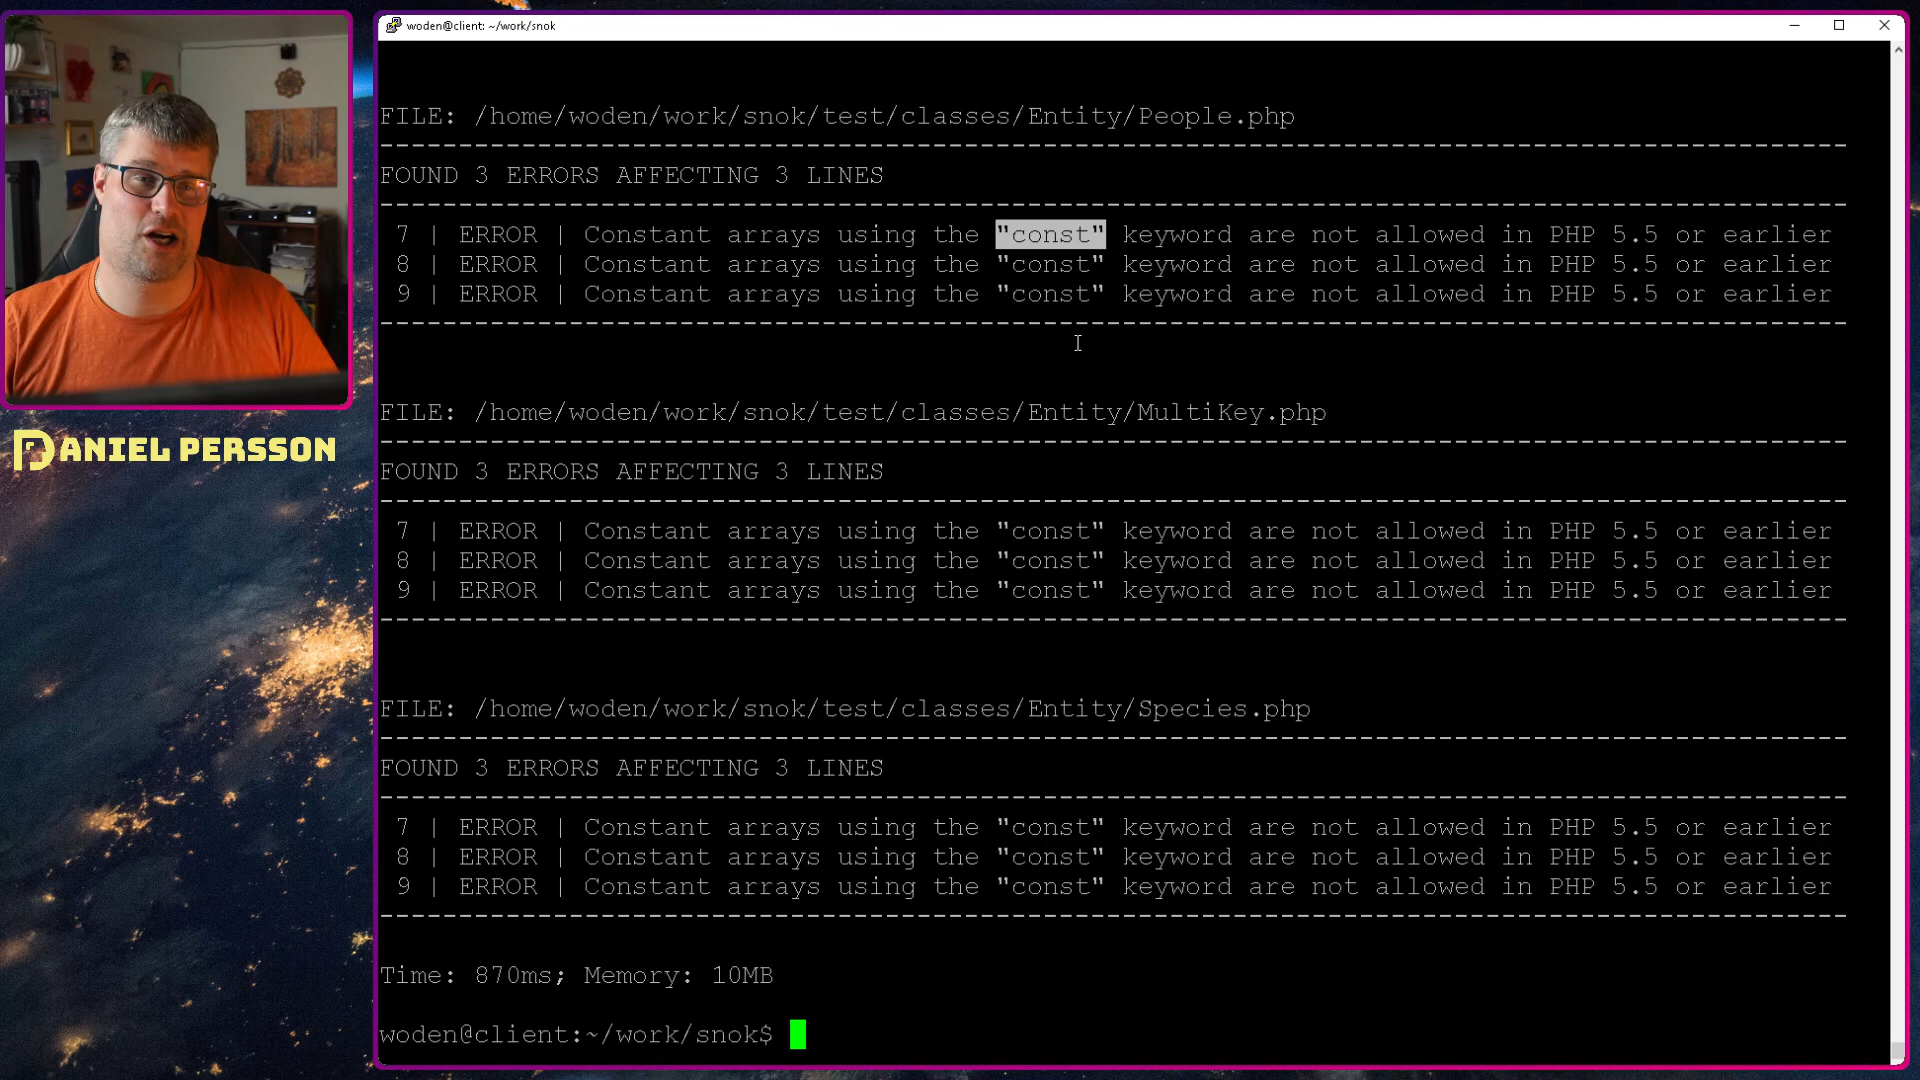 woden@client: ~/work/snok
FILE: /home/woden/work/snok/test/classes/Entity/People.php
--------------------------------------------------------------------------------------------
FOUND 3 ERRORS AFFECTING 3 LINES
--------------------------------------------------------------------------------------------
7 | ERROR | Constant arrays using the "const" keyword are not allowed in PHP 5.5 or earlier
8 | ERROR | Constant arrays using the "const" keyword are not allowed in PHP 5.5 or earlier
9 | ERROR | Constant arrays using the "const" keyword are not allowed in PHP 5.5 or earlier
--------------------------------------------------------------------------------------------
FILE: /home/woden/work/snok/test/classes/Entity/MultiKey.php
--------------------------------------------------------------------------------------------
FOUND 3 ERRORS AFFECTING 3 LINES
--------------------------------------------------------------------------------------------
7 | ERROR | Constant arrays using the "const" keyword are not allowed in PHP 5.5 or earlier
8 | ERROR | Constant arrays using the "const" keyword are not allowed in PHP 5.5 or earlier
9 | ERROR | Constant arrays using the "const" keyword are not allowed in PHP 5.5 or earlier
--------------------------------------------------------------------------------------------
FILE: /home/woden/work/snok/test/classes/Entity/Species.php
--------------------------------------------------------------------------------------------
FOUND 3 ERRORS AFFECTING 3 LINES
--------------------------------------------------------------------------------------------
7 | ERROR | Constant arrays using the "const" keyword are not allowed in PHP 5.5 or earlier
8 | ERROR | Constant arrays using the "const" keyword are not allowed in PHP 5.5 or earlier
9 | ERROR | Constant arrays using the "const" keyword are not allowed in PHP 5.5 or earlier
--------------------------------------------------------------------------------------------
Time: 870ms; Memory: 10MB
woden@client:~/work/snok$
DANIEL PERSSON